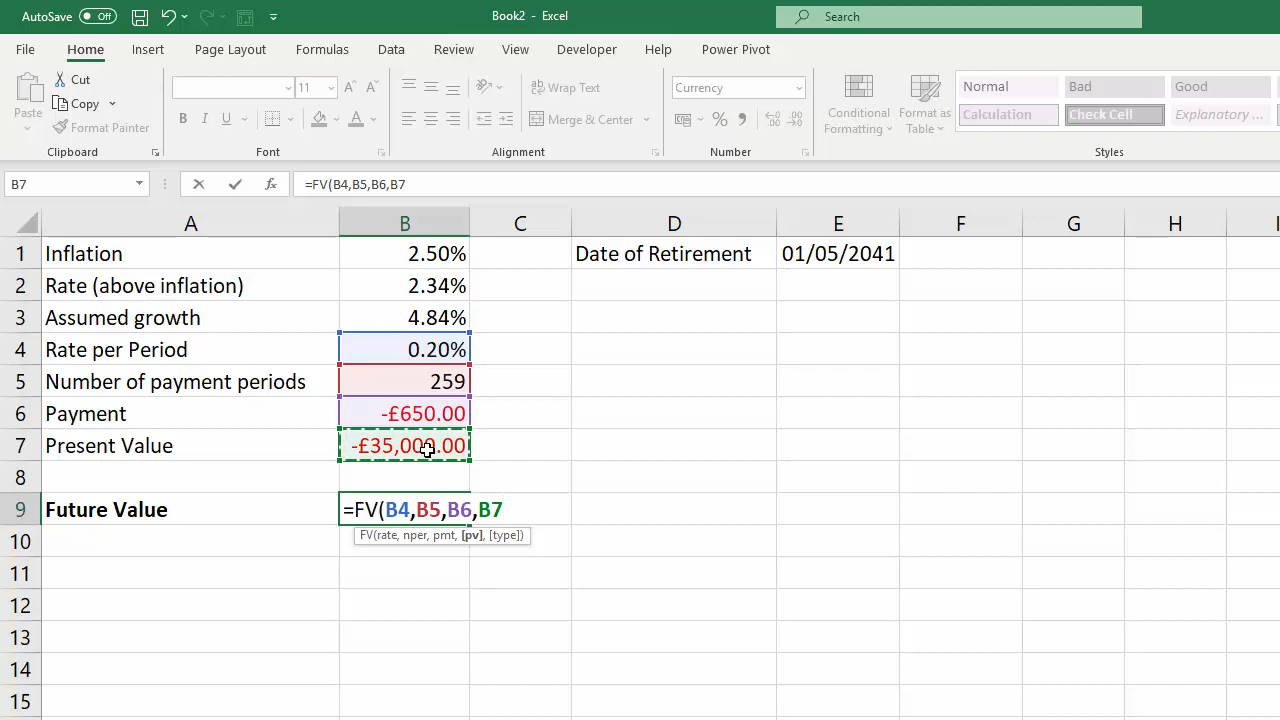 AutoSave Off Book2 - Excel Search
File Home Insert Page Layout Formulas Data Review View Developer Help Power Pivot
Paste Cut Copy Format Painter
Clipboard
11 A A
B I U A
Font
ab Wrap Text
Merge & Center
Alignment
Currency
% 9
Number
Conditional Formatting
Format as Table
Normal Bad Good
Calculation Check Cell Explanatory ...
Styles
B7 fx =FV(B4,B5,B6,B7
A B C D E F G H I
1 Inflation 2.50% Date of Retirement 01/05/2041
2 Rate (above inflation) 2.34%
3 Assumed growth 4.84%
4 Rate per Period 0.20%
5 Number of payment periods 259
6 Payment -£650.00
7 Present Value -£35,000.00
8
9 Future Value =FV(B4,B5,B6,B7
FV(rate, nper, pmt, [pv], [type])
10
11
12
13
14
15